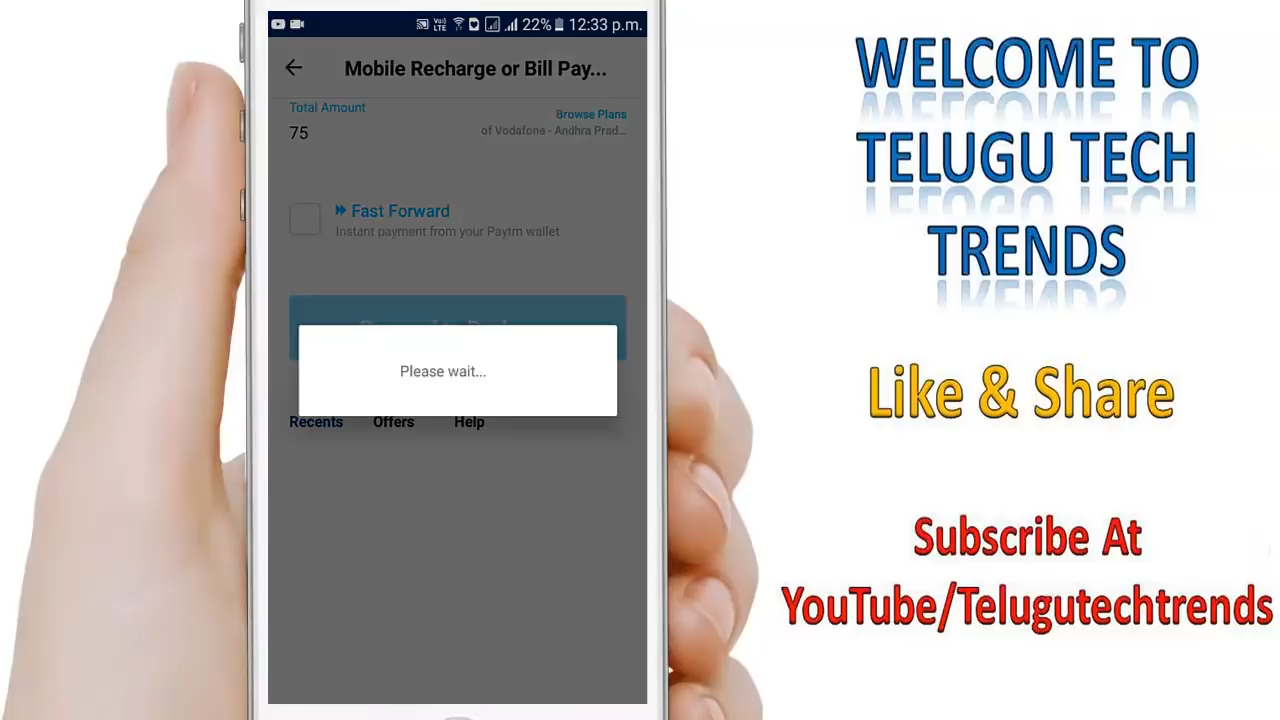 22% 12:33 p.m.
Mobile Recharge or Bill Pay...
Total Amount
75
Browse Plans
of Vodafone - Andhra Prad...
Fast Forward
Instant payment from your Paytm wallet
Please wait...
Recents Offers Help
WELCOME TO
TELUGU TECH
TRENDS
Like & Share
Subscribe At
YouTube/Telugutechtrends